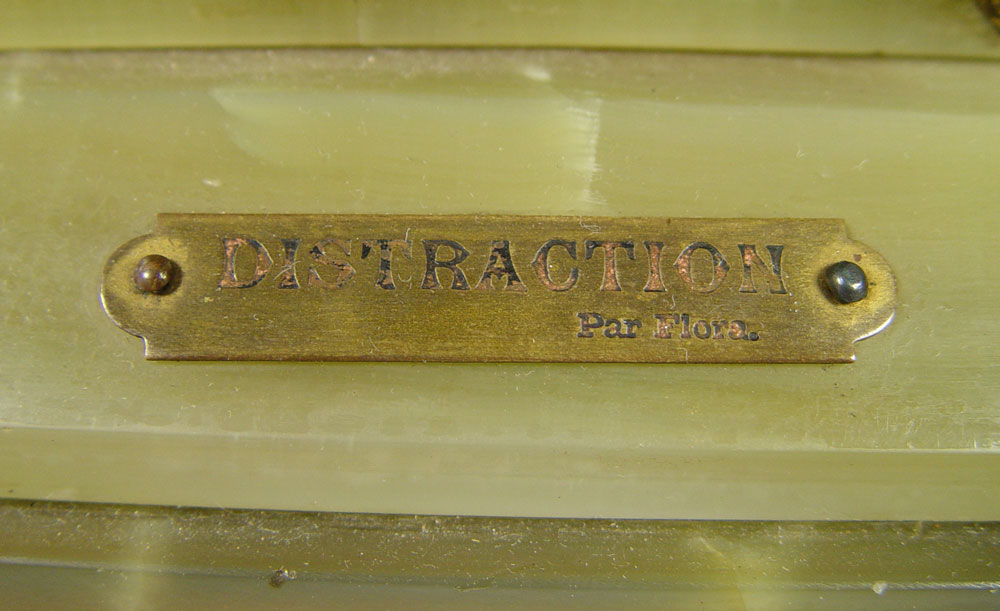 DISTRACTION
Par Flora.